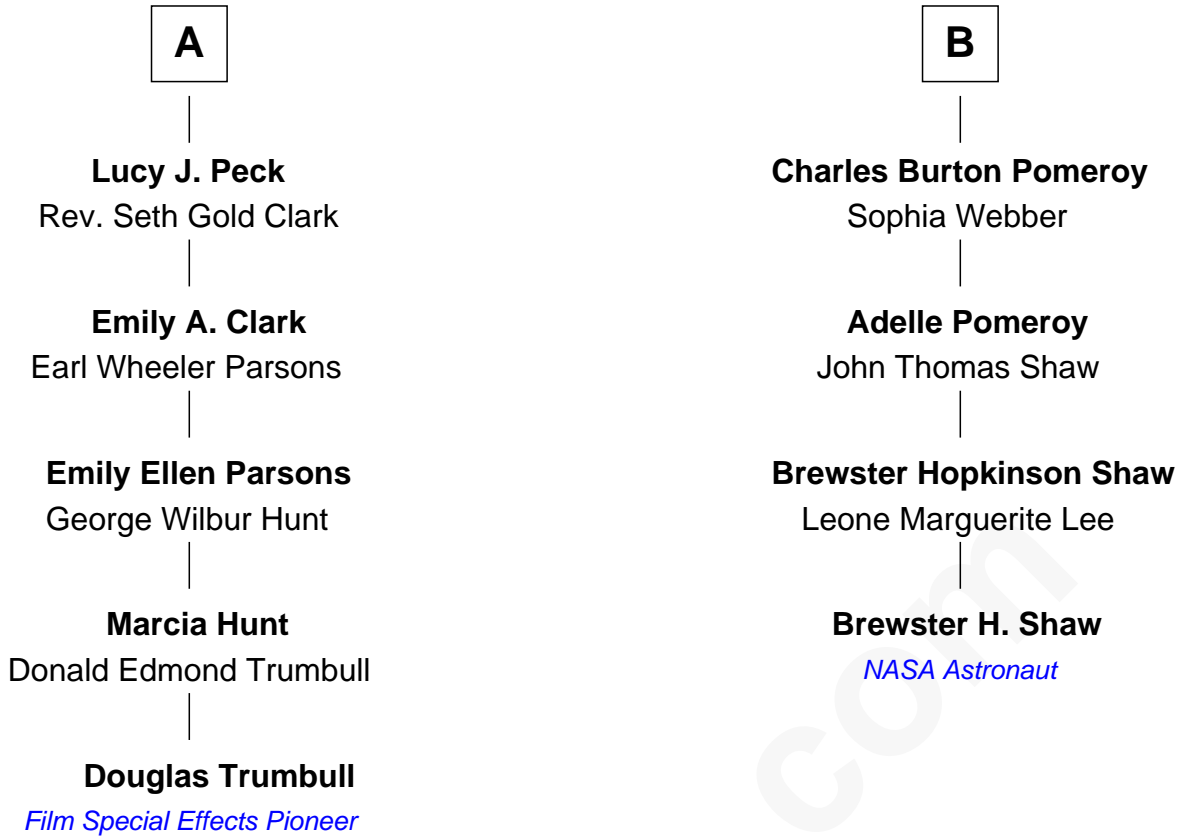 A
Lucy J. Peck
Rev. Seth Gold Clark
Emily A. Clark
Earl Wheeler Parsons
Emily Ellen Parsons
George Wilbur Hunt
Marcia Hunt
Donald Edmond Trumbull
Douglas Trumbull
Film Special Effects Pioneer
B
Charles Burton Pomeroy
Sophia Webber
Adelle Pomeroy
John Thomas Shaw
Brewster Hopkinson Shaw
Leone Marguerite Lee
Brewster H. Shaw
NASA Astronaut
com